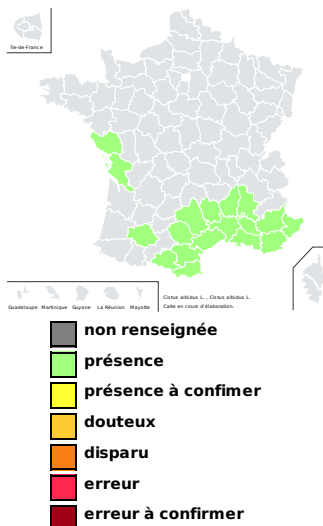 Île-de-France
Guadeloupe Martinique Guyane La Réunion Mayotte
Cistus albidus L. , Cistus albidus L.
Carte en cours d'élaboration.
non renseignée
présence
présence à confimer
douteux
disparu
erreur
erreur à confirmer